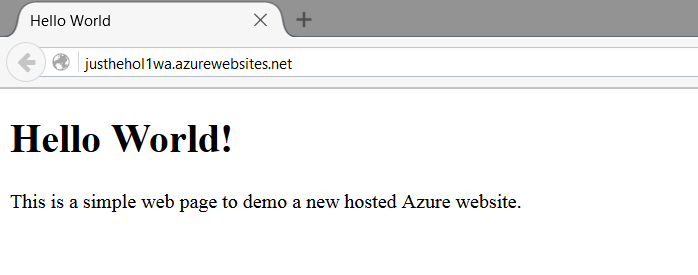 Hello World
justhehol1wa.azurewebsites.net
Hello World!
This is a simple web page to demo a new hosted Azure website.